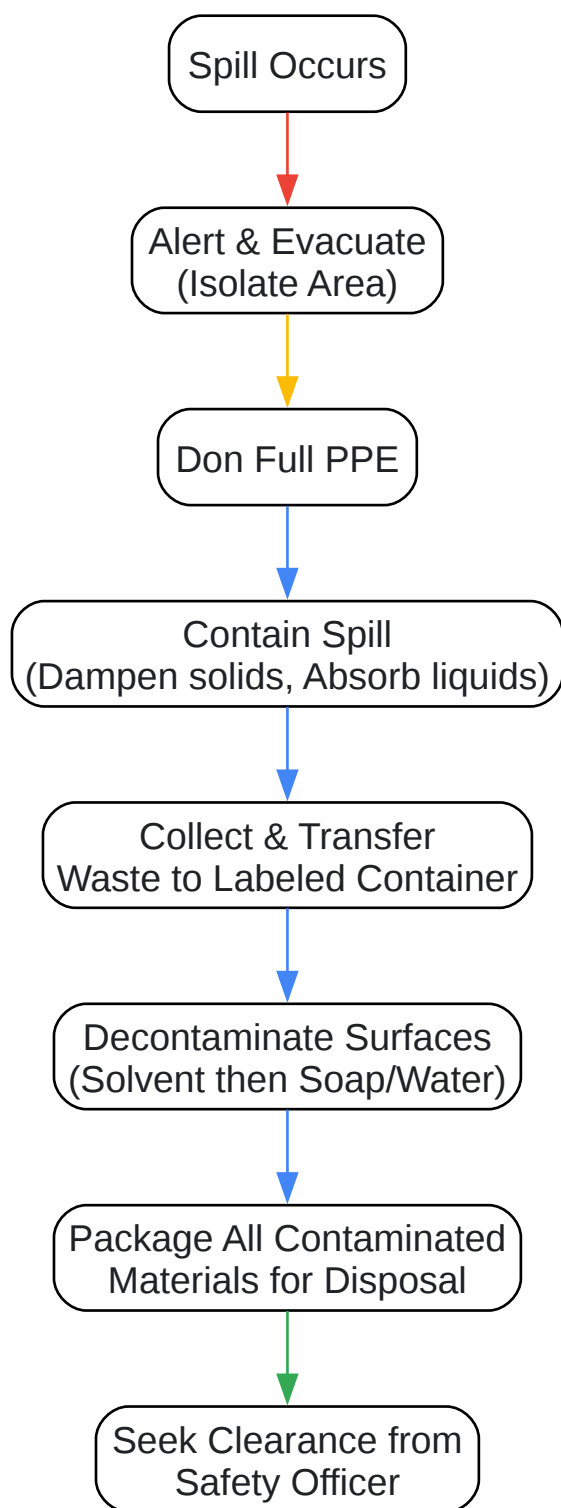 Spill Occurs
Alert & Evacuate
(Isolate Area)
Don Full PPE
Contain Spill
(Dampen solids, Absorb liquids)
Collect & Transfer
Waste to Labeled Container
Decontaminate Surfaces
(Solvent then Soap/Water)
Package All Contaminated
Materials for Disposal
Seek Clearance from
Safety Officer